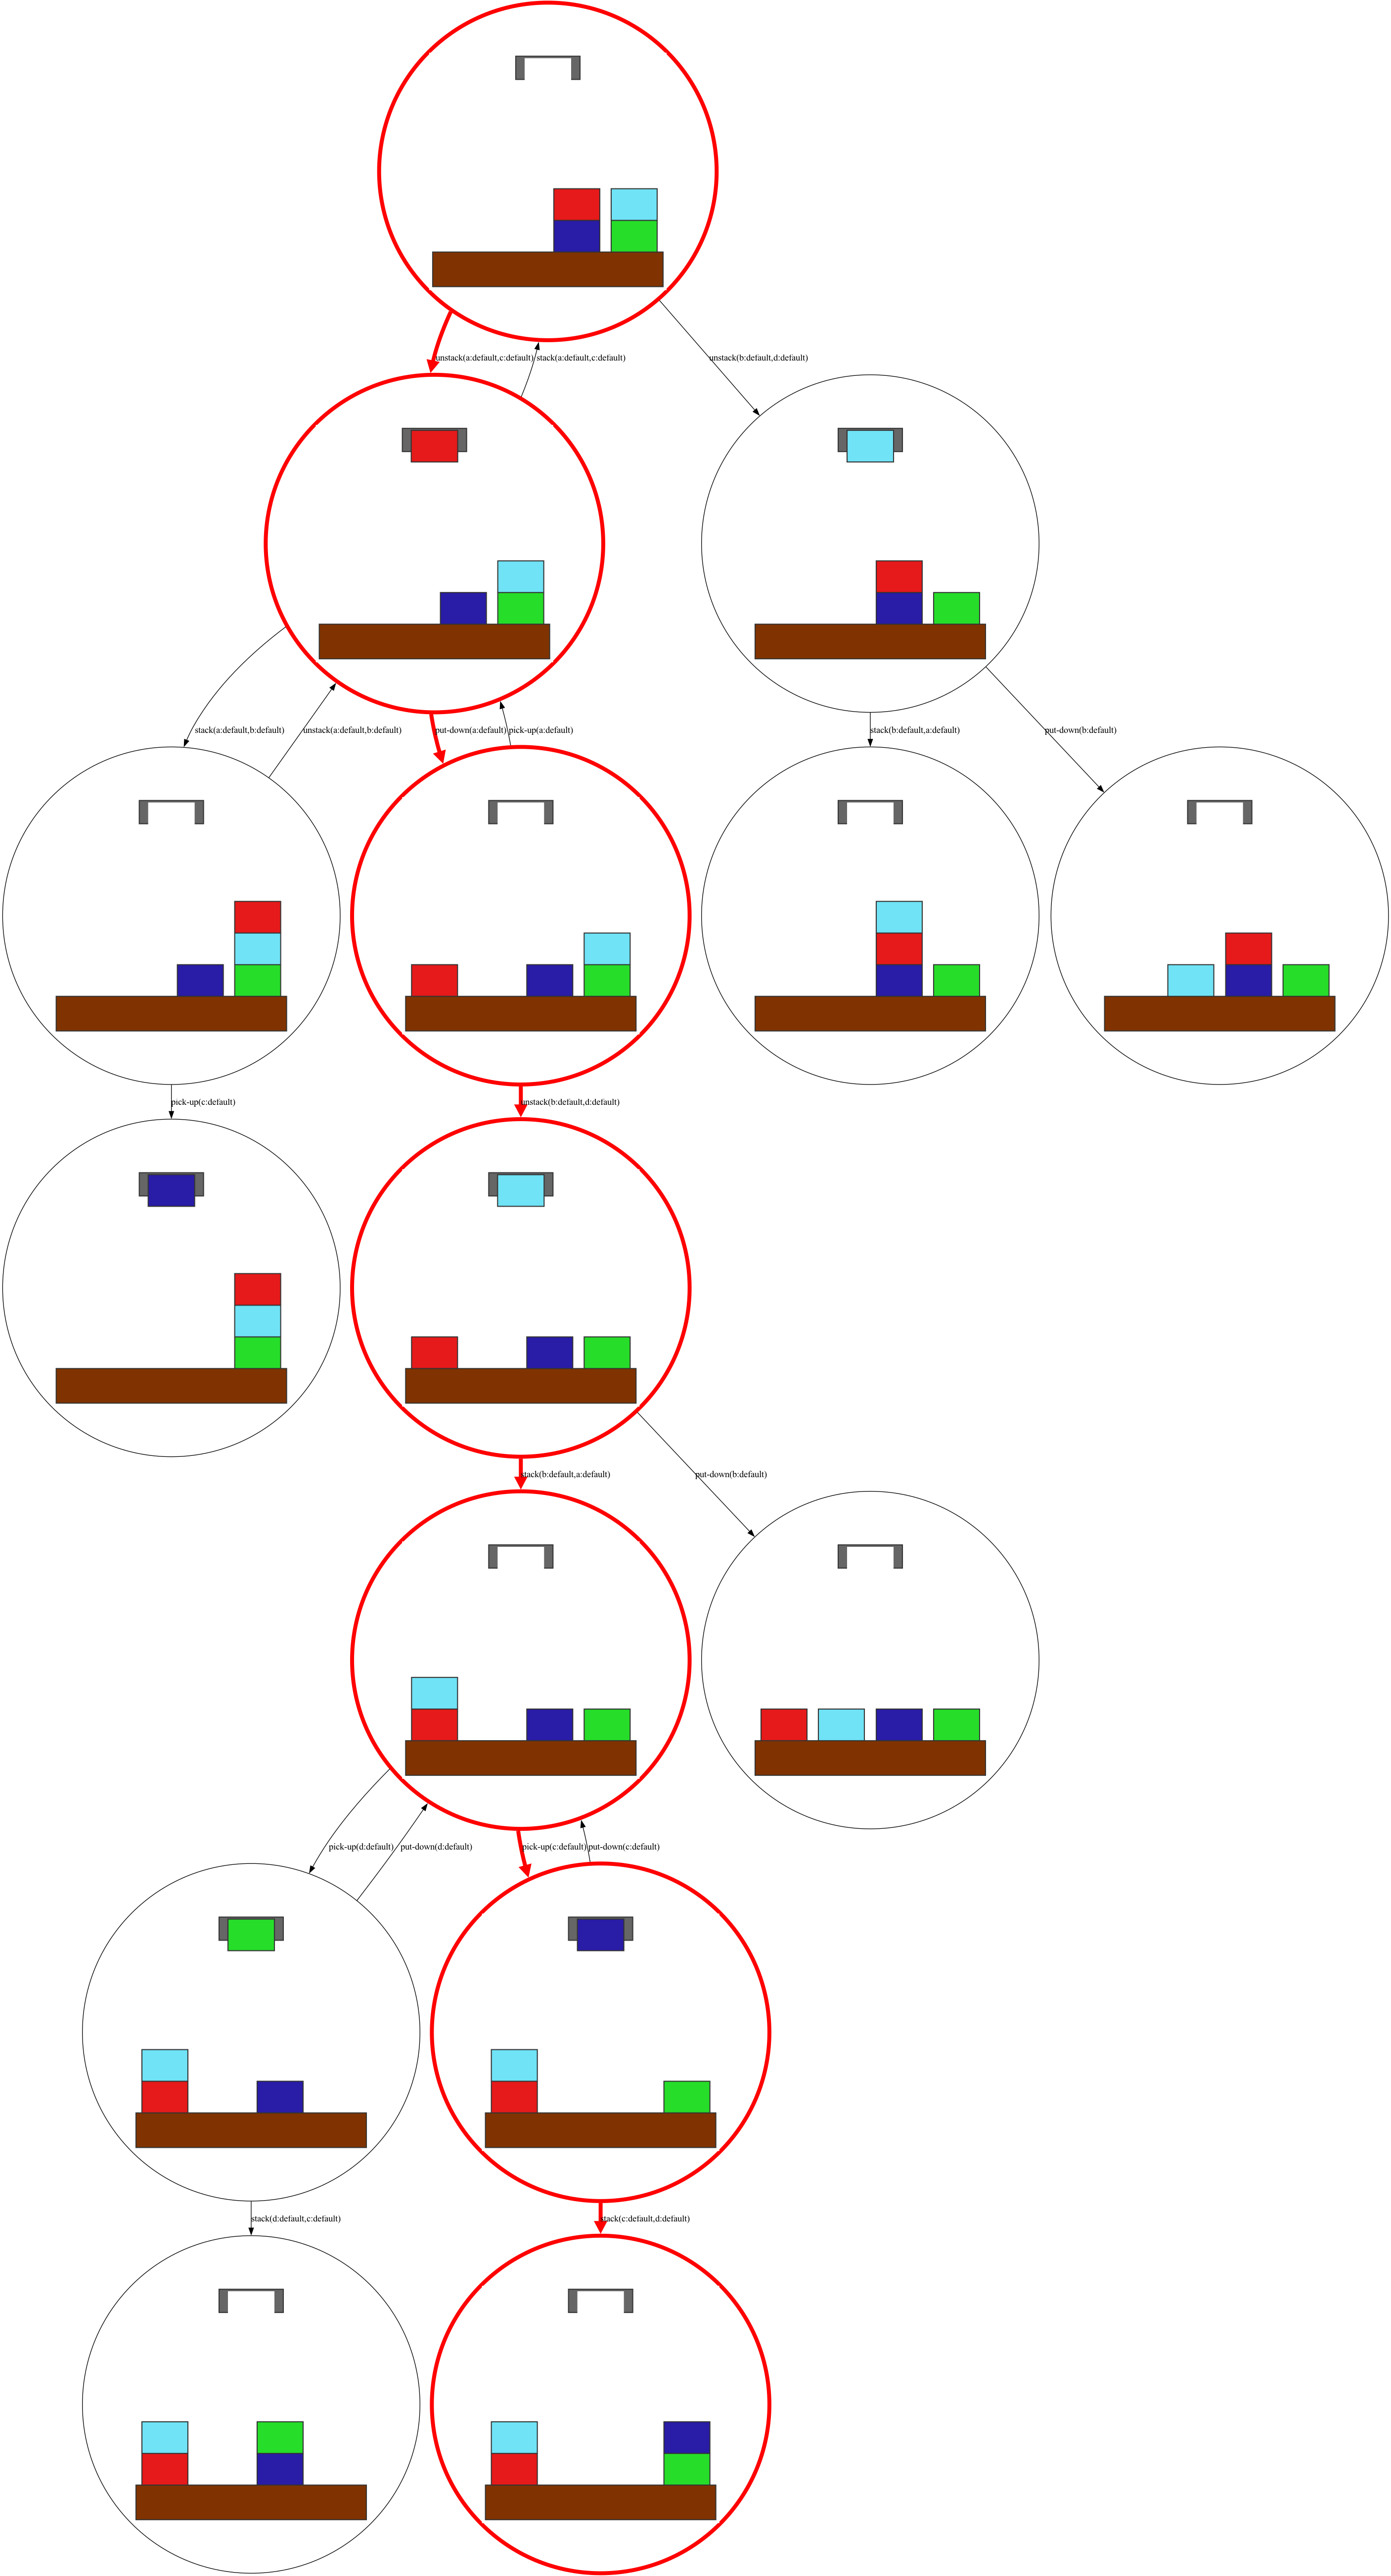 unstack(a:default,c:default)
stack(a:default,c:default)
unstack(b:default,d:default)
stack(a:default,b:default)
unstack(a:default,b:default)
put-down(a:default)
pick-up(a:default)
stack(b:default,a:default)
put-down(b:default)
pick-up(c:default)
unstack(b:default,d:default)
stack(b:default,a:default)
put-down(b:default)
pick-up(d:default)
put-down(d:default)
pick-up(c:default)
put-down(c:default)
stack(d:default,c:default)
stack(c:default,d:default)